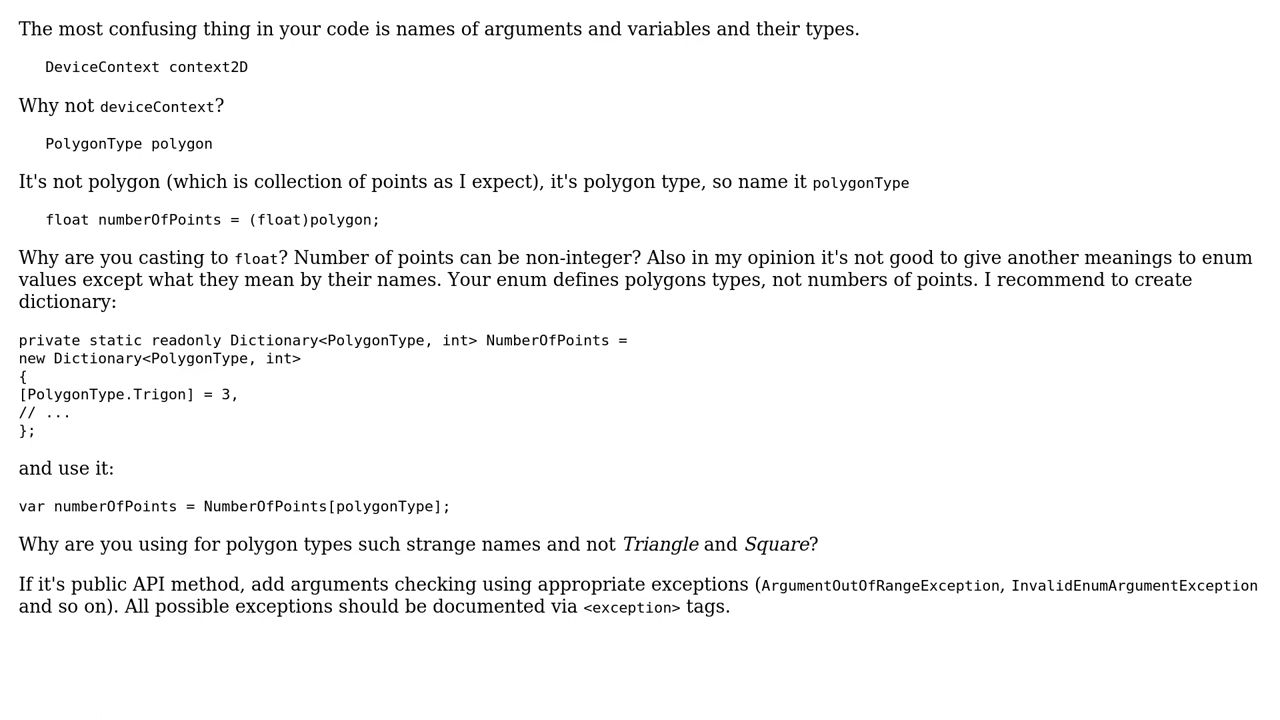 The most confusing thing in your code is names of arguments and variables and their types.
DeviceContext context2D
Why not deviceContext?
PolygonType polygon
It's not polygon (which is collection of points as I expect), it's polygon type, so name it polygonType
float numberOfPoints = (float)polygon;
Why are you casting to float? Number of points can be non-integer? Also in my opinion it's not good to give another meanings to enum
values except what they mean by their names. Your enum defines polygons types, not numbers of points. I recommend to create
dictionary:
private static readonly Dictionary<PolygonType, int> NumberOfPoints =
new Dictionary<PolygonType, int>
{
[PolygonType.Trigon] = 3,
// ...
};
and use it:
var numberOfPoints = NumberOfPoints[polygonType];
Why are you using for polygon types such strange names and not Triangle and Square?
If it's public API method, add arguments checking using appropriate exceptions (ArgumentOutOfRangeException, InvalidEnumArgumentException
and so on). All possible exceptions should be documented via <exception> tags.